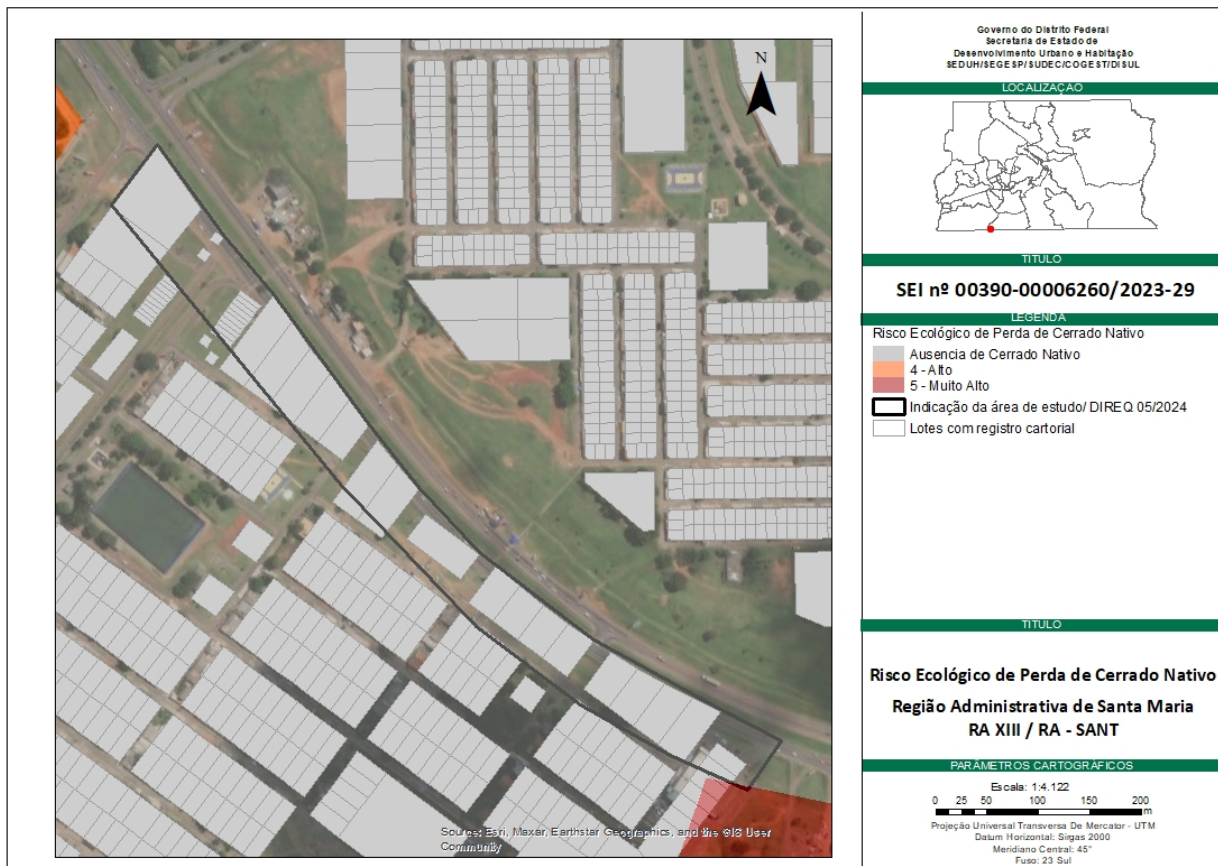 N
Source: Esri, Maxar, Earthstar Geographics, and the GIS User
Community
Governo do Distrito Federal
Secretaria de Estado de
Desenvolvimento Urbano e Habitação
SEDUH/SEGESP/SUDEC/COGEST/DISUL
LOCALIZAÇAO
TITULO
SEI nº 00390-00006260/2023-29
LEGENDA
Risco Ecológico de Perda de Cerrado Nativo
Ausencia de Cerrado Nativo
4 - Alto
5 - Muito Alto
Indicação da área de estudo/ DIREQ 05/2024
Lotes com registro cartorial
TITULO
Risco Ecológico de Perda de Cerrado Nativo
Região Administrativa de Santa Maria
RA XIII / RA - SANT
PARÂMETROS CARTOGRÁFICOS
Escala: 1:4.122
0 25 50 100 150 200
m
Projeção Universal Transversa De Mercator - UTM
Datum Horizontal: Sirgas 2000
Meridiano Central: 45°
Fuso: 23 Sul